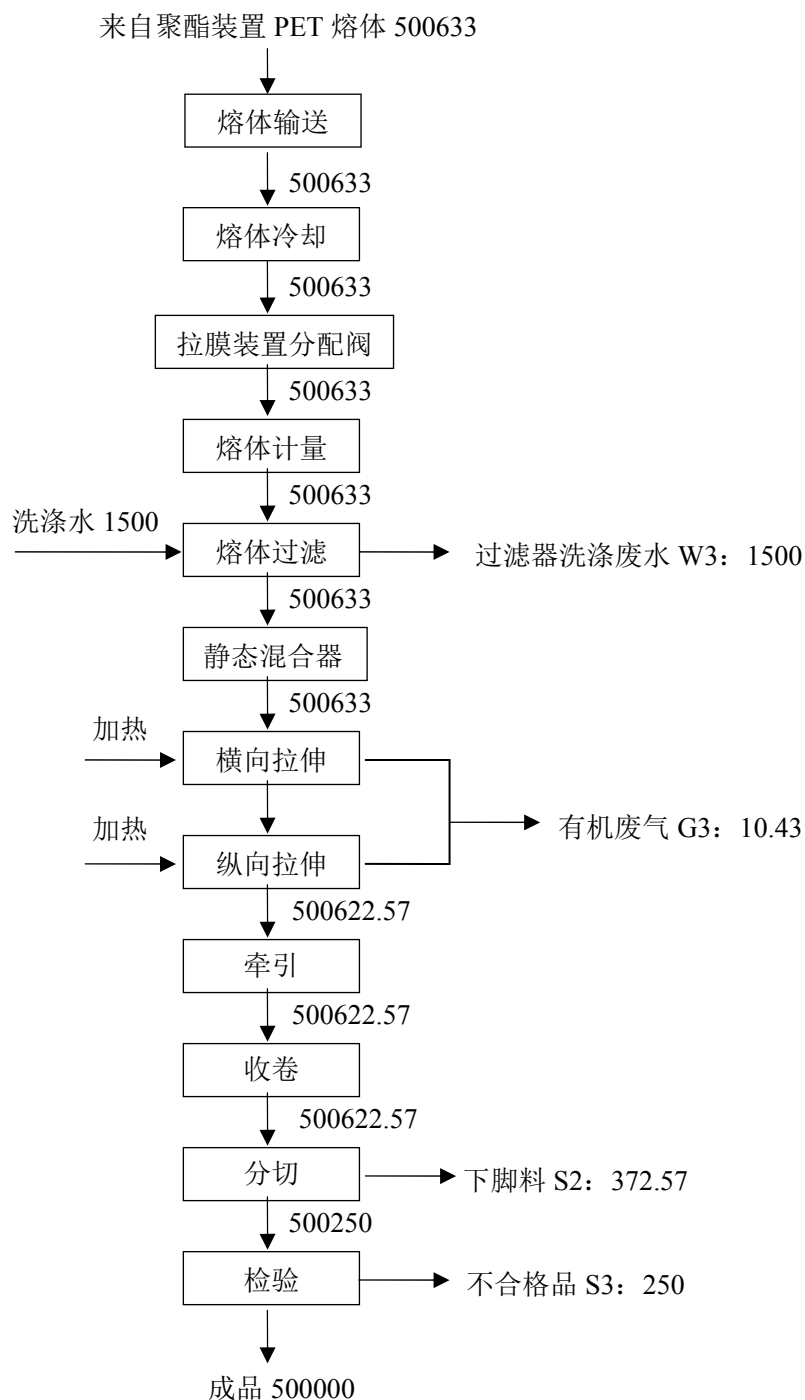 来自聚酯装置 PET 熔体 500633
熔体输送
500633
熔体冷却
500633
拉膜装置分配阀
500633
熔体计量
500633
洗涤水 1500
熔体过滤
过滤器洗涤废水 W3：1500
500633
静态混合器
500633
加热
横向拉伸
有机废气 G3：10.43
加热
纵向拉伸
500622.57
牵引
500622.57
收卷
500622.57
分切
下脚料 S2：372.57
500250
检验
不合格品 S3：250
成品 500000